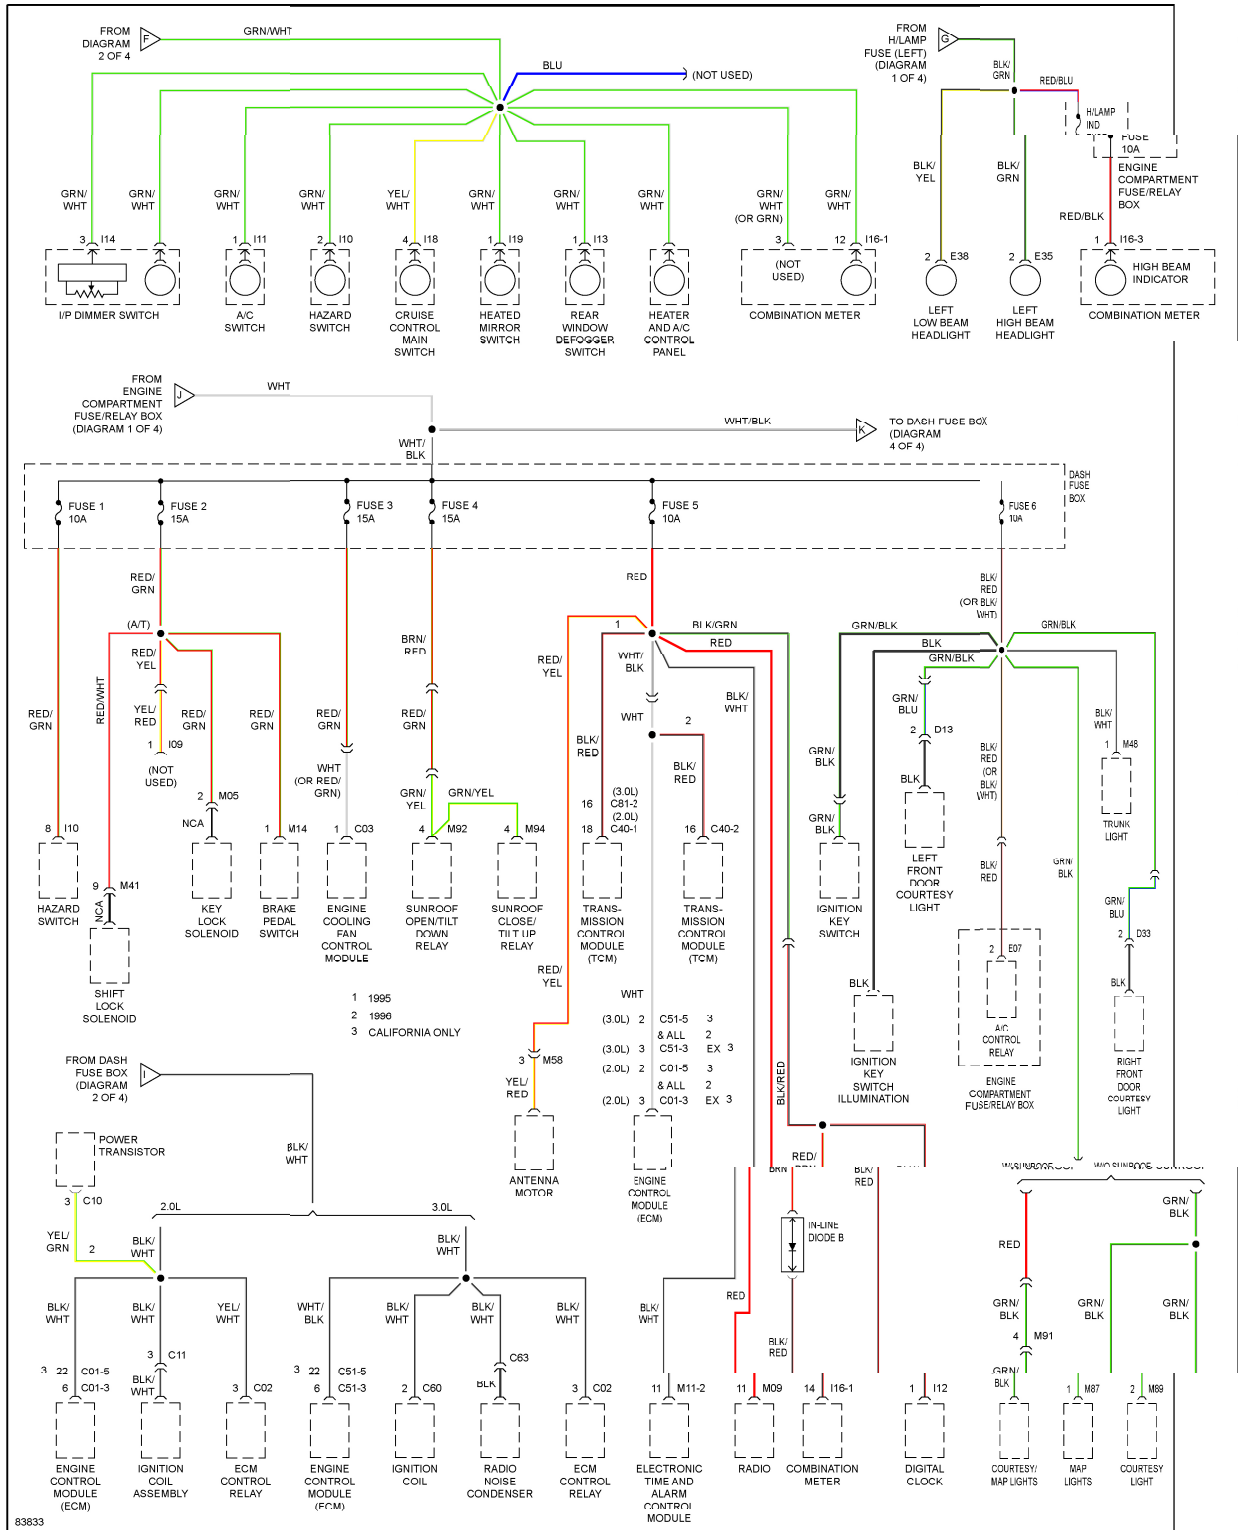 FROM
DIAGRAM
2 OF 4
F
GRN/WHT
BLU
(NOT USED)
FROM
H/LAMP
FUSE (LEFT)
(DIAGRAM
1 OF 4)
G
BLK/
GRN
RED/BLU
H/LAMP
IND
FUSE
10A
ENGINE
COMPARTMENT
FUSE/RELAY
BOX
GRN/
WHT
GRN/
WHT
GRN/
WHT
GRN/
WHT
YEL/
WHT
GRN/
WHT
GRN/
WHT
GRN/
WHT
GRN/
WHT
(OR GRN)
GRN/
WHT
BLK/
YEL
BLK/
GRN
RED/BLK
3 I14
1 I11
2 I10
4 I18
1 I19
1 I13
1
3
12 I16-1
2 E38
2 E35
1 I16-3
(NOT
USED)
HIGH BEAM
INDICATOR
I/P DIMMER SWITCH
A/C
SWITCH
HAZARD
SWITCH
CRUISE
CONTROL
MAIN
SWITCH
HEATED
MIRROR
SWITCH
REAR
WINDOW
DEFOGGER
SWITCH
HEATER
AND A/C
CONTROL
PANEL
COMBINATION METER
LEFT
LOW BEAM
HEADLIGHT
LEFT
HIGH BEAM
HEADLIGHT
COMBINATION METER
FROM
ENGINE
COMPARTMENT
FUSE/RELAY BOX
(DIAGRAM 1 OF 4)
J
WHT
WHT/BLK
K
TO DASH FUSE BOX
(DIAGRAM
4 OF 4)
WHT/
BLK
DASH
FUSE
BOX
FUSE 1
10A
FUSE 2
15A
FUSE 3
15A
FUSE 4
15A
FUSE 5
10A
FUSE 6
10A
RED/
GRN
RED
BLK/
RED
(OR BLK/
WHT)
(A/T)
RED/
YEL
BRN/
RED
RED/
YEL
1
BLK/GRN
RED
WHT/
BLK
GRN/BLK
BLK
GRN/BLK
GRN/BLK
RED/
GRN
RED/WHT
YEL/
RED
RED/
GRN
RED/
GRN
RED/
GRN
RED/
GRN
WHT
2
BLK/
WHT
GRN/
BLU
BLK/
WHT
1 I09
(NOT
USED)
WHT
(OR RED/
GRN)
BLK/
RED
BLK/
RED
GRN/
BLK
2 D13
BLK/
RED
(OR
BLK/
WHT)
1 M48
2 M05
NCA
GRN/
YEL
GRN/YEL
(3.0L)
16 C81-2
(2.0L)
18 C40-1
16 C40-2
BLK
GRN/
BLK
TRUNK
LIGHT
8 I10
1 M14
1 C03
4 M92
4 M94
LEFT
FRONT
DOOR
COURTESY
LIGHT
BLK/
RED
GRN/
BLK
9 M41
NCA
HAZARD
SWITCH
KEY
LOCK
SOLENOID
BRAKE
PEDAL
SWITCH
ENGINE
COOLING
FAN
CONTROL
MODULE
SUNROOF
OPEN/TILT
DOWN
RELAY
SUNROOF
CLOSE/
TILT UP
RELAY
TRANS-
MISSION
CONTROL
MODULE
(TCM)
TRANS-
MISSION
CONTROL
MODULE
(TCM)
IGNITION
KEY
SWITCH
GRN/
BLU
2 D33
2 E07
SHIFT
LOCK
SOLENOID
RED/
YEL
BLK
BLK
1 1995
2 1996
3 CALIFORNIA ONLY
WHT
(3.0L) 2 C51-5 3
& ALL 2
(3.0L) 3 C51-3 EX 3
(2.0L) 2 C01-5 3
& ALL 2
(2.0L) 3 C01-3 EX 3
A/C
CONTROL
RELAY
FROM DASH
FUSE BOX
(DIAGRAM
2 OF 4)
I
3 M58
YEL/
RED
BLK/RED
IGNITION
KEY
SWITCH
ILLUMINATION
ENGINE
COMPARTMENT
FUSE/RELAY BOX
RIGHT
FRONT
DOOR
COURTESY
LIGHT
POWER
TRANSISTOR
BLK/
WHT
ANTENNA
MOTOR
ENGINE
CONTROL
MODULE
(ECM)
RED/
BRN
BLK/
RED
W/SUNROOF
W/O SUNROOF
3 C10
2.0L
3.0L
YEL/
GRN
2
BLK/
WHT
BLK/
WHT
IN-LINE
DIODE B
RED
GRN/
BLK
BLK/
WHT
BLK/
WHT
YEL/
WHT
WHT/
BLK
BLK/
WHT
BLK/
WHT
BLK/
WHT
BLK/
WHT
RED
BLK/
RED
GRN/
BLK
GRN/
BLK
GRN/
BLK
4 M91
3 C11
C63
3 22 C01-5
6 C01-3
BLK/
WHT
3 C02
3 22 C51-5
6 C51-3
2 C60
BLK
3 C02
11 M11-2
11 M09
14 I16-1
1 I12
GRN/
BLK
1 M87
2 M89
ENGINE
CONTROL
MODULE
(ECM)
IGNITION
COIL
ASSEMBLY
ECM
CONTROL
RELAY
ENGINE
CONTROL
MODULE
(ECM)
IGNITION
COIL
RADIO
NOISE
CONDENSER
ECM
CONTROL
RELAY
ELECTRONIC
TIME AND
ALARM
CONTROL
MODULE
RADIO
COMBINATION
METER
DIGITAL
CLOCK
COURTESY/
MAP LIGHTS
MAP
LIGHTS
COURTESY
LIGHT
83833